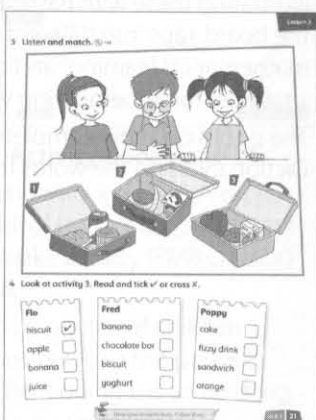 Lesson 3
3 Listen and match.
1
2
3
4 Look at activity 3. Read and tick ✔ or cross ✗.
Flo
biscuit ✔
apple
banana
juice
Fred
banana
chocolate bar
biscuit
yoghurt
Poppy
cake
fizzy drink
sandwich
orange
21